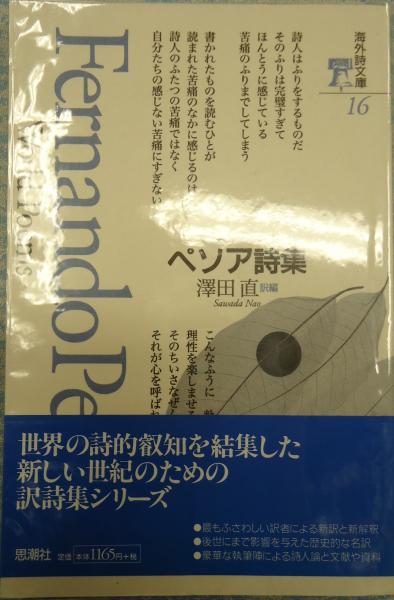 海外詩文庫
16
詩人はふりをするものだ
そのふりは完璧すぎて
ほんとうに感じている
苦痛のふりまでしてしまう
書かれたものを読むひとが
読まれた苦痛のなかに感じるのは
詩人のふたつの苦痛ではなく
自分たちの感じない苦痛にすぎない
Fernando Pe
World Poems
ペソア詩集
澤田直 訳編
Sawada Nao
こんなふうに
理性を楽しませる
そのちいさなぜん
それが心を呼ばれ
世界の詩的叡知を結集した
新しい世紀のための
訳詩集シリーズ
●最もふさわしい訳者による新訳と新解釈
●後世にまで影響を与えた歴史的な名訳
●豪華な執筆陣による詩人論と文献や資料
思潮社 定価 本体1165円+税